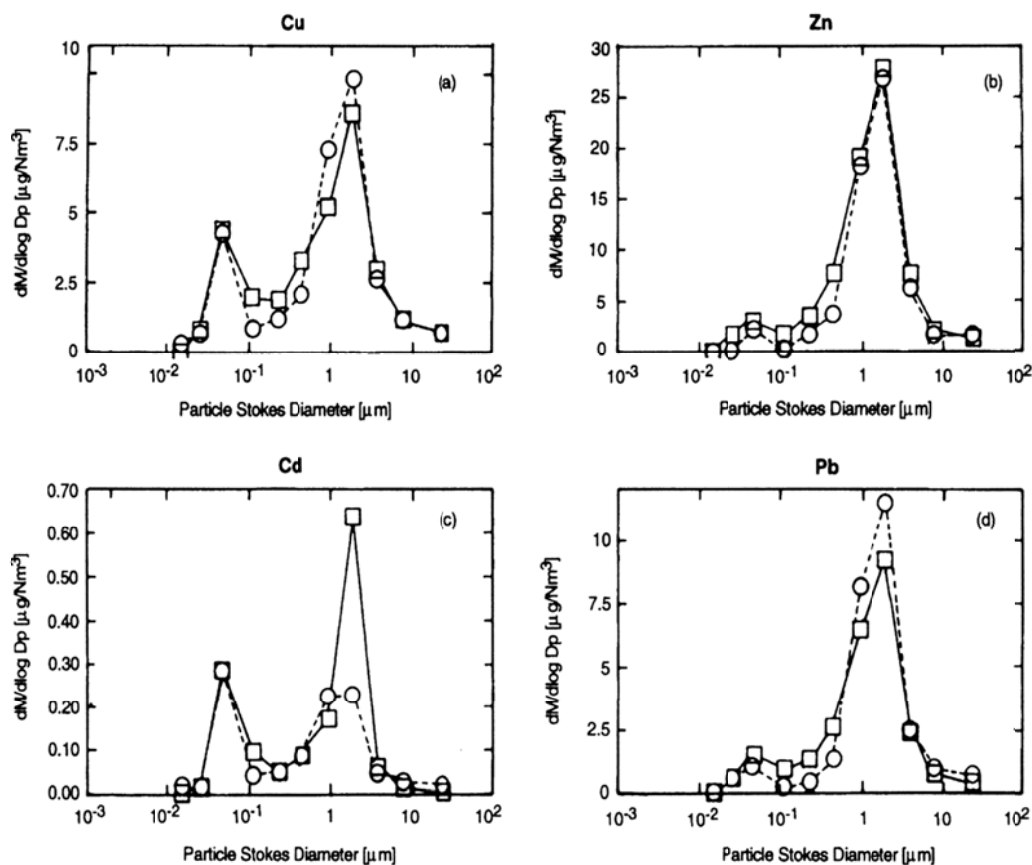 Cu
10
7.5
5
2.5
0
(a)
dM/dlog Dp [μg/Nm³]
10⁻³ 10⁻² 10⁻¹ 1 10 10²
Particle Stokes Diameter [μm]
Zn
30
25
20
15
10
5
0
(b)
dM/dlog Dp [μg/Nm³]
10⁻³ 10⁻² 10⁻¹ 1 10 10²
Particle Stokes Diameter [μm]
Cd
0.70
0.60
0.50
0.40
0.30
0.20
0.10
0.00
(c)
dM/dlog Dp [μg/Nm³]
10⁻³ 10⁻² 10⁻¹ 1 10 10²
Particle Stokes Diameter [μm]
Pb
10
7.5
5
2.5
0
(d)
dM/dlog Dp [μg/Nm³]
10⁻³ 10⁻² 10⁻¹ 1 10 10²
Particle Stokes Diameter [μm]